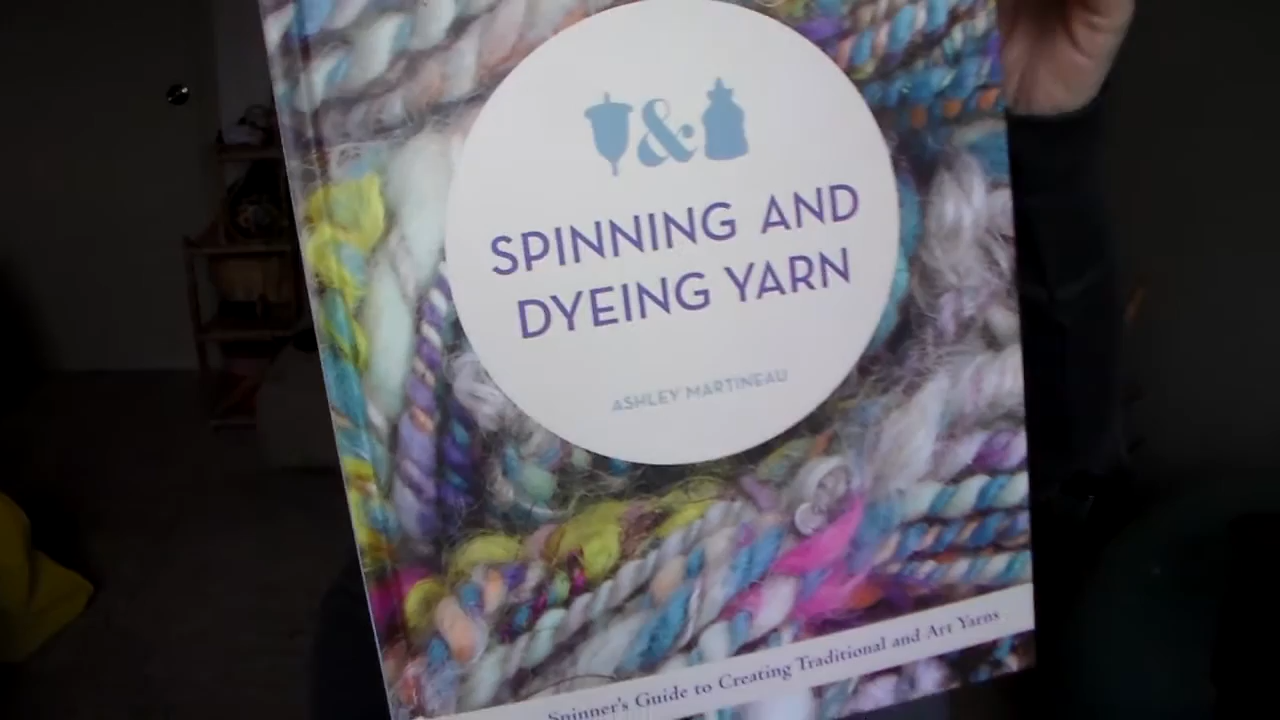 &
SPINNING AND
DYEING YARN
ASHLEY MARTINEAU
Spinner's Guide to Creating Traditional and Art Yarns